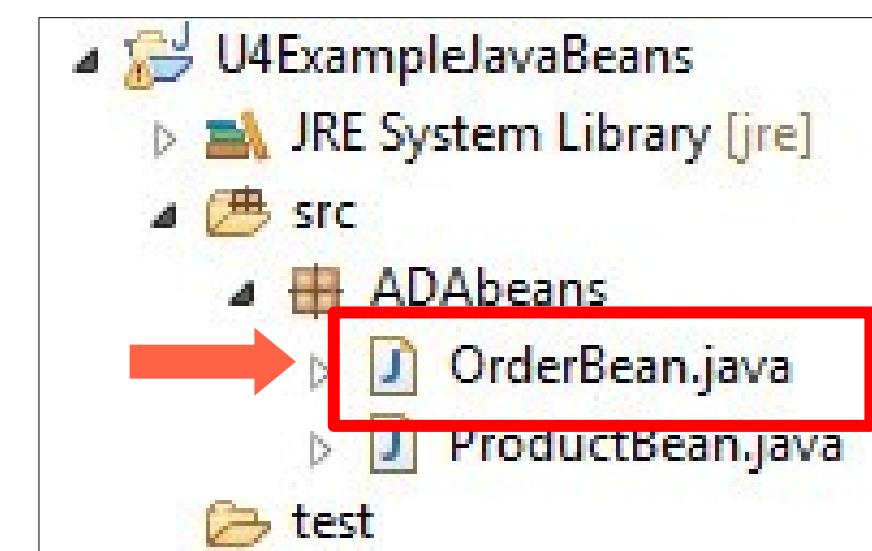 U4ExampleJavaBeans
JRE System Library [jre]
src
ADAbeans
OrderBean.java
ProductBean.java
test